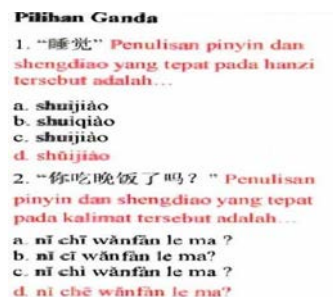 Pilihan Ganda
1. “睡觉” Penulisan pinyin dan
shengdiao yang tepat pada hanzi
tersebut adalah…
a. shuijiào
b. shuìqiào
c. shuìjiào
d. shūijiào
2. “你吃晚饭了吗？” Penulisan
pinyin dan shengdiao yang tepat
pada kalimat tersebut adalah…
a. nǐ chī wǎnfàn le ma ?
b. nǐ cī wǎnfàn le ma?
c. nǐ chì wǎnfàn le ma ?
d. nì chē wǎnfàn le ma?